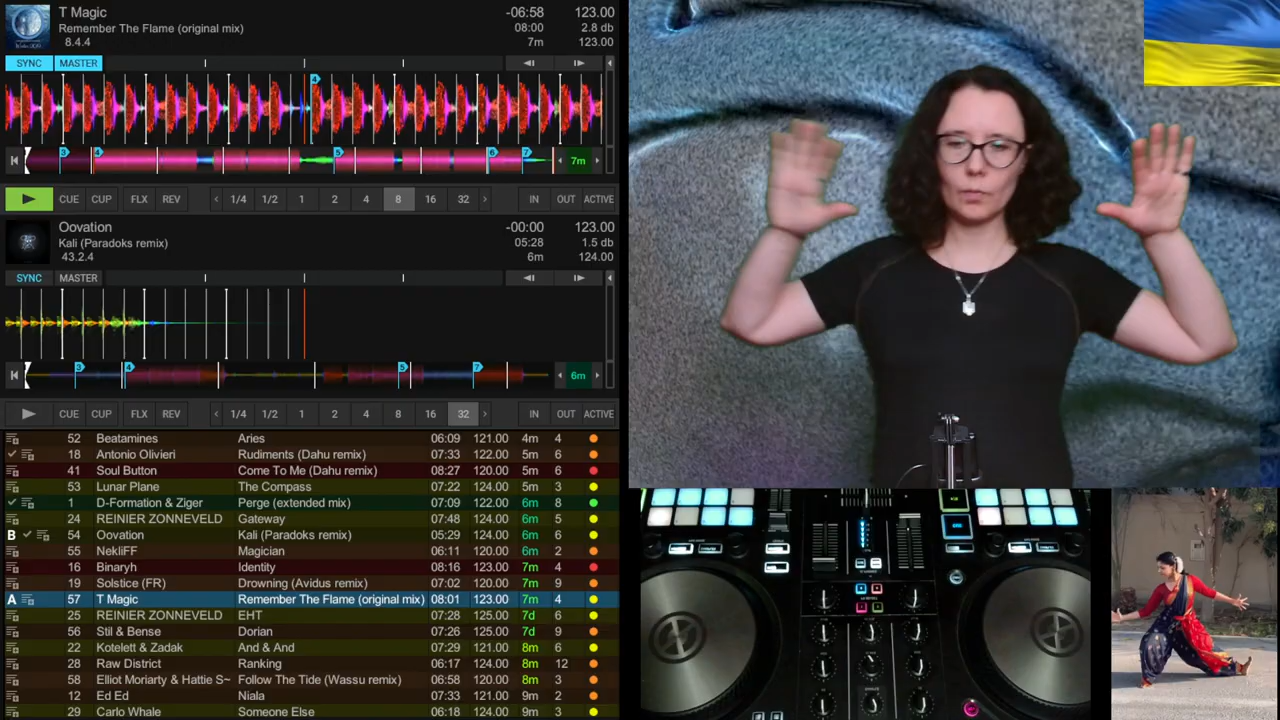 T Magic -06:58 123.00
Remember The Flame (original mix) 08:00 2.8 db
8.4.4 7m 123.00
SYNC MASTER
4
3 4 5 6 7 7m
CUE CUP FLX REV 1/4 1/2 1 2 4 8 16 32 IN OUT ACTIVE
Oovation -00:00 123.00
Kali (Paradoks remix) 05:28 1.5 db
43.2.4 6m 124.00
SYNC MASTER
3 4 5 7 6m
CUE CUP FLX REV 1/4 1/2 1 2 4 8 16 32 IN OUT ACTIVE
52 Beatamines Aries 06:09 121.00 4m 4
18 Antonio Olivieri Rudiments (Dahu remix) 07:33 122.00 5m 6
41 Soul Button Come To Me (Dahu remix) 08:27 120.00 5m 6
53 Lunar Plane The Compass 07:22 124.00 5m 3
1 D-Formation & Ziger Perge (extended mix) 07:09 122.00 6m 8
24 REINIER ZONNEVELD Gateway 07:48 124.00 6m 5
B 54 Oovation Kali (Paradoks remix) 05:29 124.00 6m 6
55 NekliFF Magician 06:11 120.00 6m 2
16 Binaryh Identity 08:16 123.00 7m 4
19 Solstice (FR) Drowning (Avidus remix) 07:02 120.00 7m 9
A 57 T Magic Remember The Flame (original mix) 08:01 123.00 7m 4
25 REINIER ZONNEVELD EHT 07:28 125.00 7d 6
56 Stil & Bense Dorian 07:26 125.00 7d 9
22 Kotelett & Zadak And & And 07:29 121.00 8m 6
28 Raw District Ranking 06:17 124.00 8m 12
58 Elliot Moriarty & Hattie S~ Follow The Tide (Wassu remix) 06:58 120.00 8m 3
12 Ed Ed Niala 07:33 121.00 9m 2
29 Carlo Whale Someone Else 06:18 124.00 9m 3